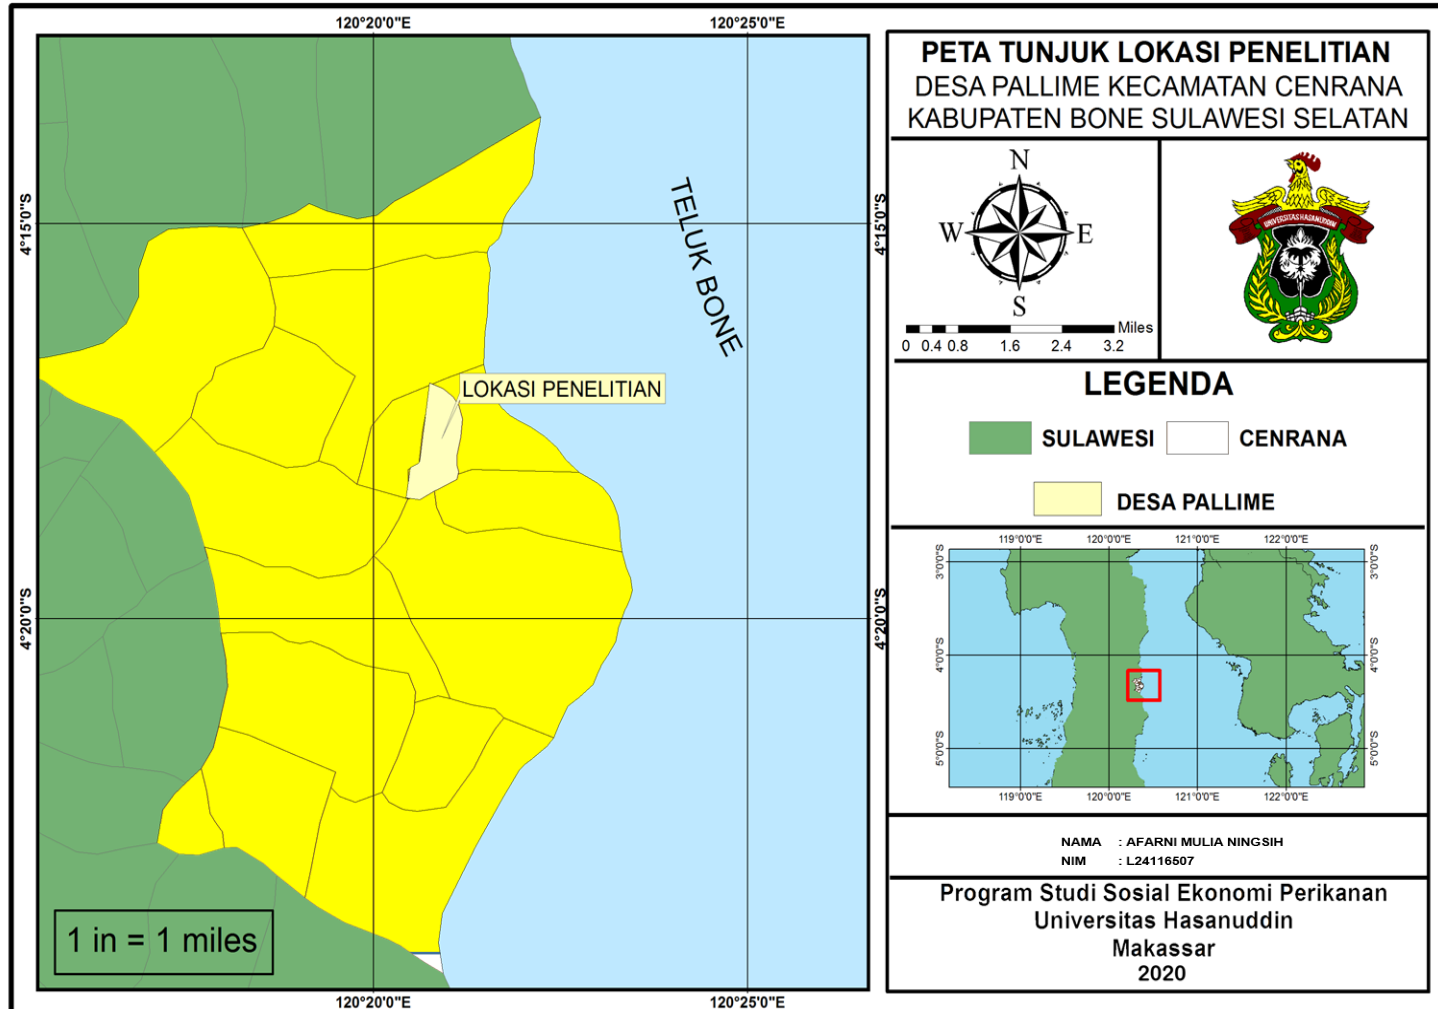 120°20'0"E
120°25'0"E
4°15'0"S
4°15'0"S
TELUK BONE
LOKASI PENELITIAN
4°20'0"S
4°20'0"S
1 in = 1 miles
120°20'0"E
120°25'0"E
PETA TUNJUK LOKASI PENELITIAN
DESA PALLIME KECAMATAN CENRANA
KABUPATEN BONE SULAWESI SELATAN
N
W
E
S
Miles
0 0.4 0.8 1.6 2.4 3.2
UNIVERSITAS HASANUDDIN
LEGENDA
SULAWESI
CENRANA
DESA PALLIME
119°0'0"E 120°0'0"E 121°0'0"E 122°0'0"E
3°0'0"S
3°0'0"S
4°0'0"S
4°0'0"S
5°0'0"S
5°0'0"S
119°0'0"E 120°0'0"E 121°0'0"E 122°0'0"E
NAMA : AFARNI MULIA NINGSIH
NIM : L24116507
Program Studi Sosial Ekonomi Perikanan
Universitas Hasanuddin
Makassar
2020